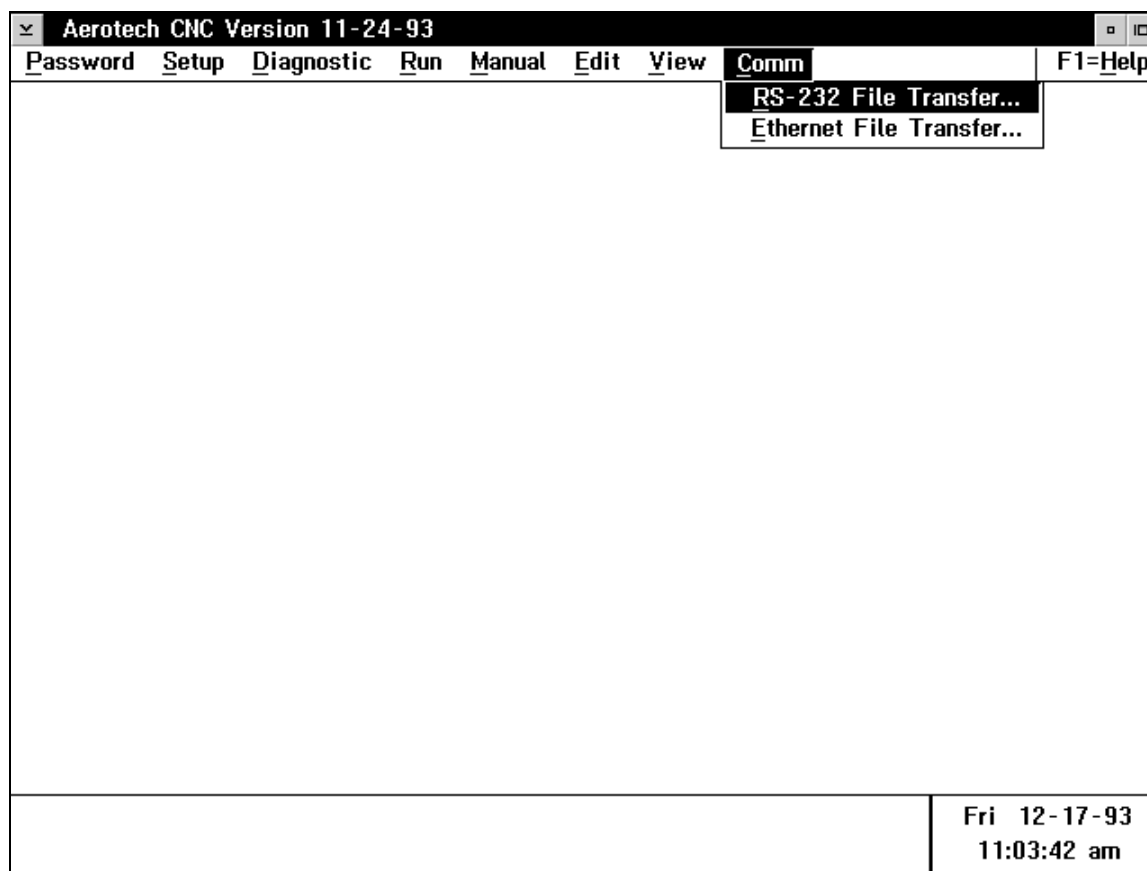 Aerotech CNC Version 11-24-93
Password Setup Diagnostic Run Manual Edit View Comm F1=Help
RS-232 File Transfer...
Ethernet File Transfer...
Fri 12-17-93
11:03:42 am